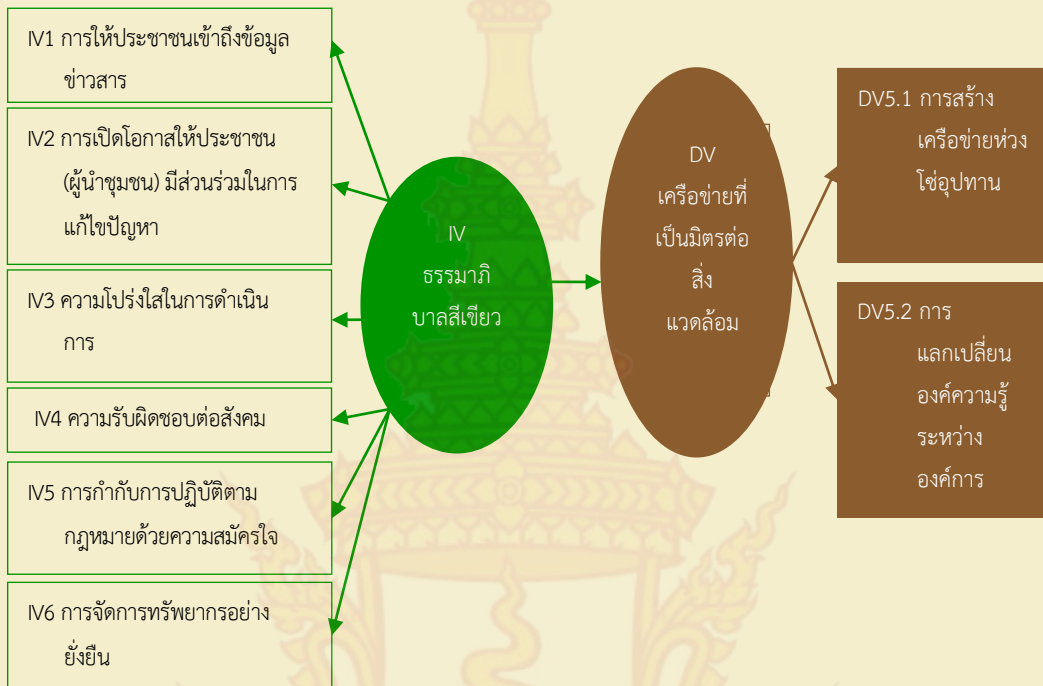 IV1 การให้ประชาชนเข้าถึงข้อมูล
ข่าวสาร
IV2 การเปิดโอกาสให้ประชาชน
(ผู้นำชุมชน) มีส่วนร่วมในการ
แก้ไขปัญหา
IV3 ความโปร่งใสในการดำเนิน
การ
IV4 ความรับผิดชอบต่อสังคม
IV5 การกำกับการปฏิบัติตาม
กฎหมายด้วยความสมัครใจ
IV6 การจัดการทรัพยากรอย่าง
ยั่งยืน
IV
ธรรมาภิ
บาลสีเขียว
DV
เครือข่ายที่
เป็นมิตรต่อ
สิ่ง
แวดล้อม
DV5.1 การสร้าง
เครือข่ายห่วง
โซ่อุปทาน
DV5.2 การ
แลกเปลี่ยน
องค์ความรู้
ระหว่าง
องค์การ